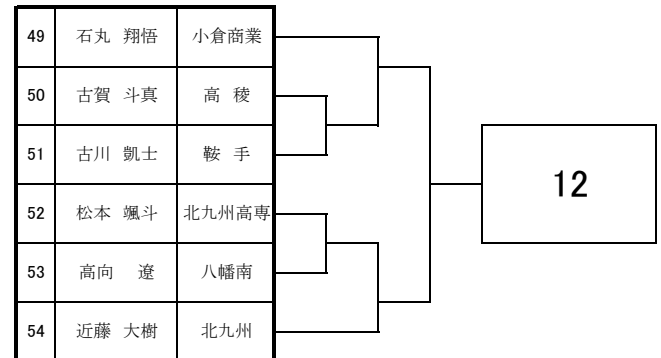 49 石丸 翔悟 小倉商業
50 古賀 斗真 高 稜
51 古川 凱士 鞍 手
52 松本 颯斗 北九州高専
53 高向 遼 八幡南
54 近藤 大樹 北九州
12